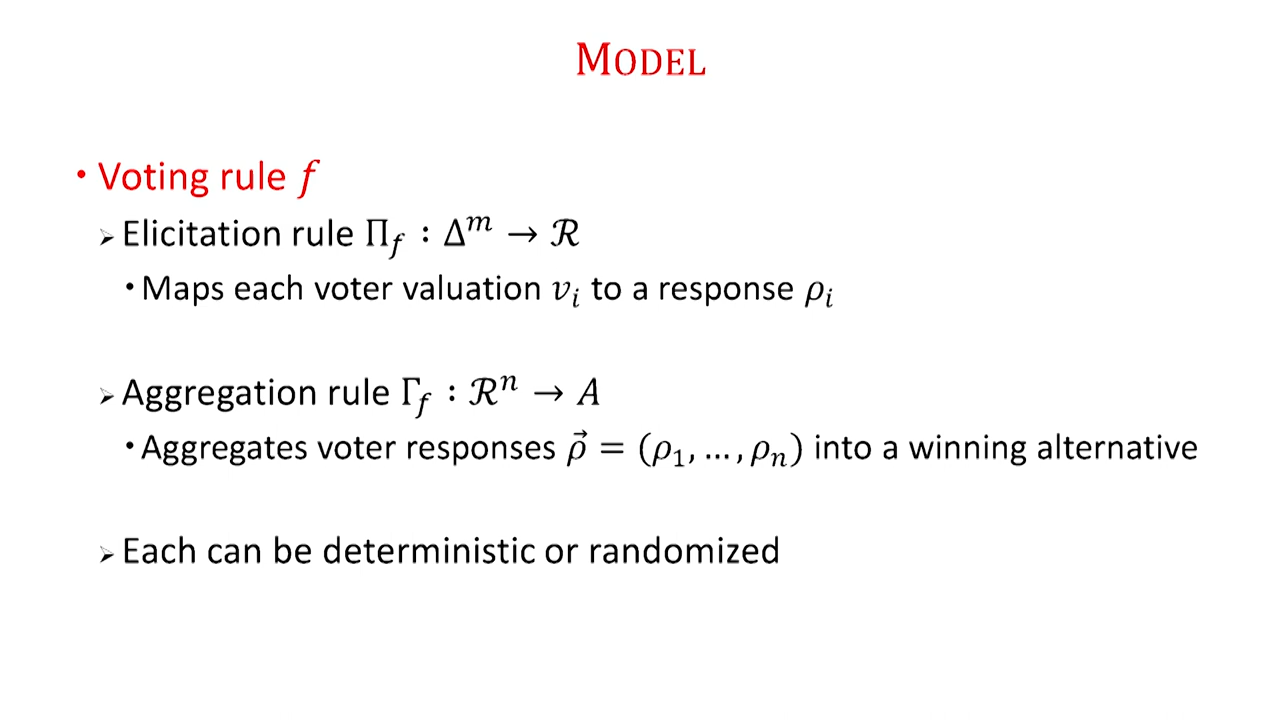 MODEL
• Voting rule f
➢ Elicitation rule Π_f : Δ^m → ℛ
• Maps each voter valuation v_i to a response ρ_i
➢ Aggregation rule Γ_f : ℛ^n → A
• Aggregates voter responses ρ⃗ = (ρ_1, …, ρ_n) into a winning alternative
➢ Each can be deterministic or randomized